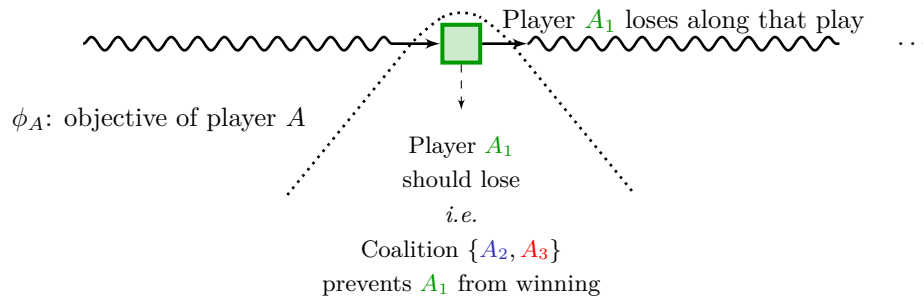 Player A₁ loses along that play
ϕ_A: objective of player A
Player A₁
should lose
i.e.
Coalition {A₂, A₃}
prevents A₁ from winning